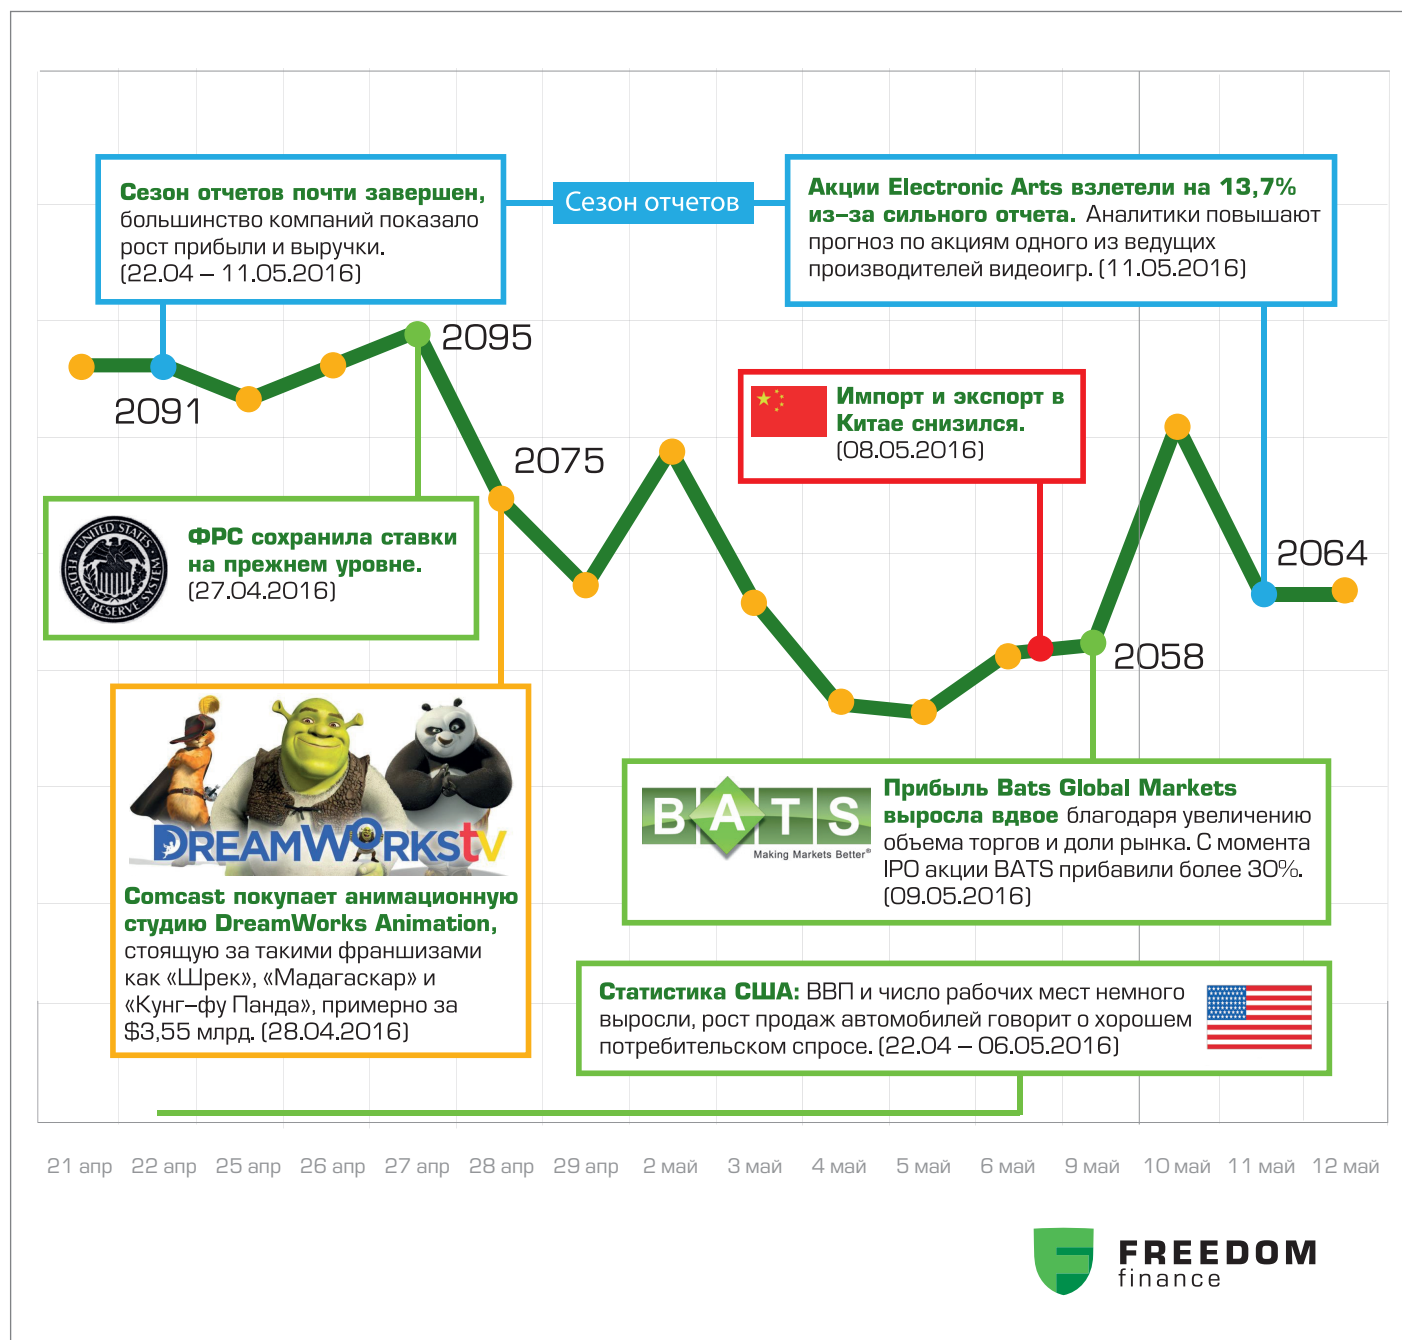 Сезон отчетов почти завершен,
большинство компаний показало
рост прибыли и выручки.
(22.04 – 11.05.2016)
Сезон отчетов
Акции Electronic Arts взлетели на 13,7%
из–за сильного отчета. Аналитики повышают
прогноз по акциям одного из ведущих
производителей видеоигр. (11.05.2016)
2095
2091
Импорт и экспорт в
Китае снизился.
(08.05.2016)
2075
UNITED STATES
FEDERAL RESERVE SYSTEM
ФРС сохранила ставки
на прежнем уровне.
(27.04.2016)
2064
2058
DREAMWORKStv
Comcast покупает анимационную
студию DreamWorks Animation,
стоящую за такими франшизами
как «Шрек», «Мадагаскар» и
«Кунг–фу Панда», примерно за
$3,55 млрд. (28.04.2016)
BATS
Making Markets Better®
Прибыль Bats Global Markets
выросла вдвое благодаря увеличению
объема торгов и доли рынка. С момента
IPO акции BATS прибавили более 30%.
(09.05.2016)
Статистика США: ВВП и число рабочих мест немного
выросли, рост продаж автомобилей говорит о хорошем
потребительском спросе. (22.04 – 06.05.2016)
21 апр 22 апр 25 апр 26 апр 27 апр 28 апр 29 апр 2 май 3 май 4 май 5 май 6 май 9 май 10 май 11 май 12 май
FREEDOM
finance